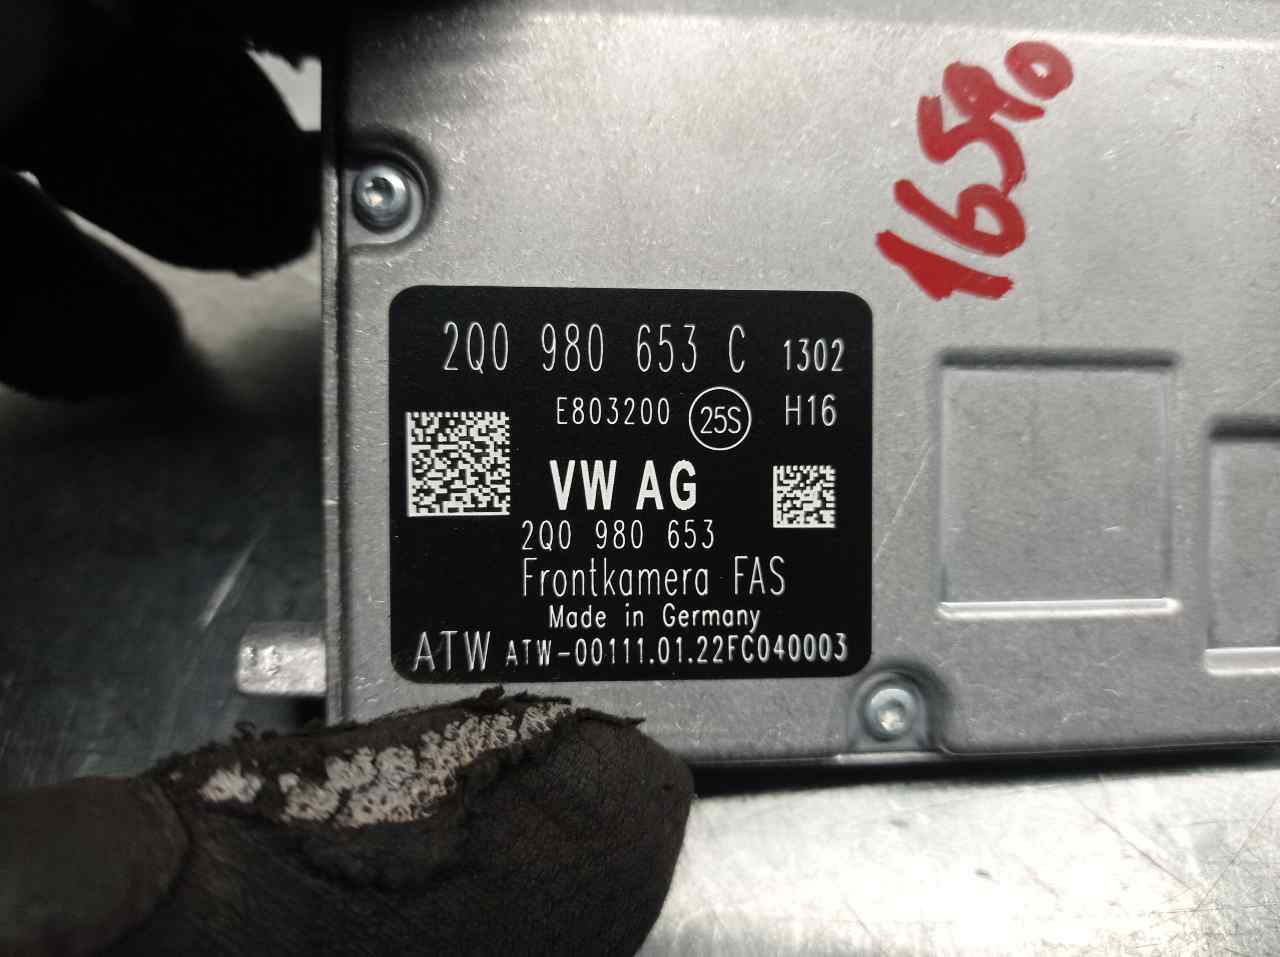 16590
2Q0 980 653 C 1302
E803200 25S H16
VW AG
2Q0 980 653
Frontkamera FAS
Made in Germany
ATW ATW-00111.01.22FC040003